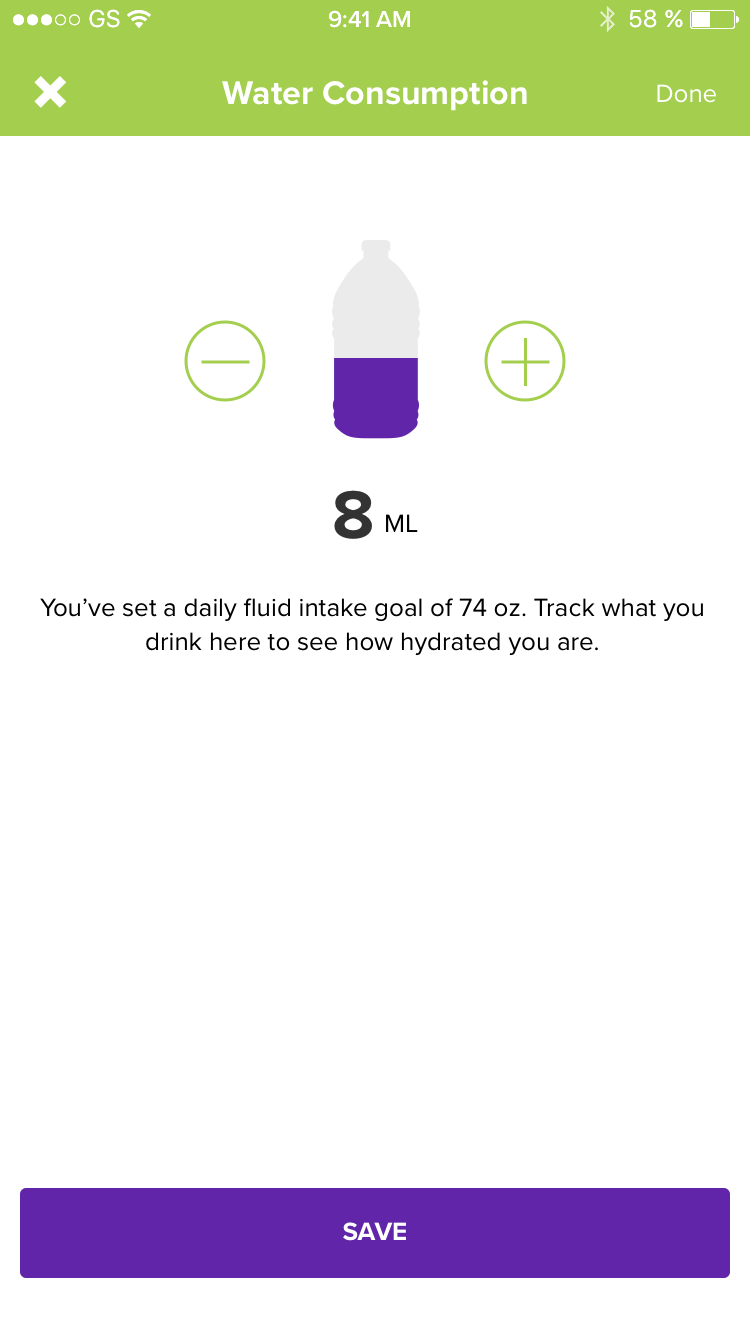 GS 9:41 AM 58 %
Water Consumption Done
8 ML
You’ve set a daily fluid intake goal of 74 oz. Track what you
drink here to see how hydrated you are.
SAVE